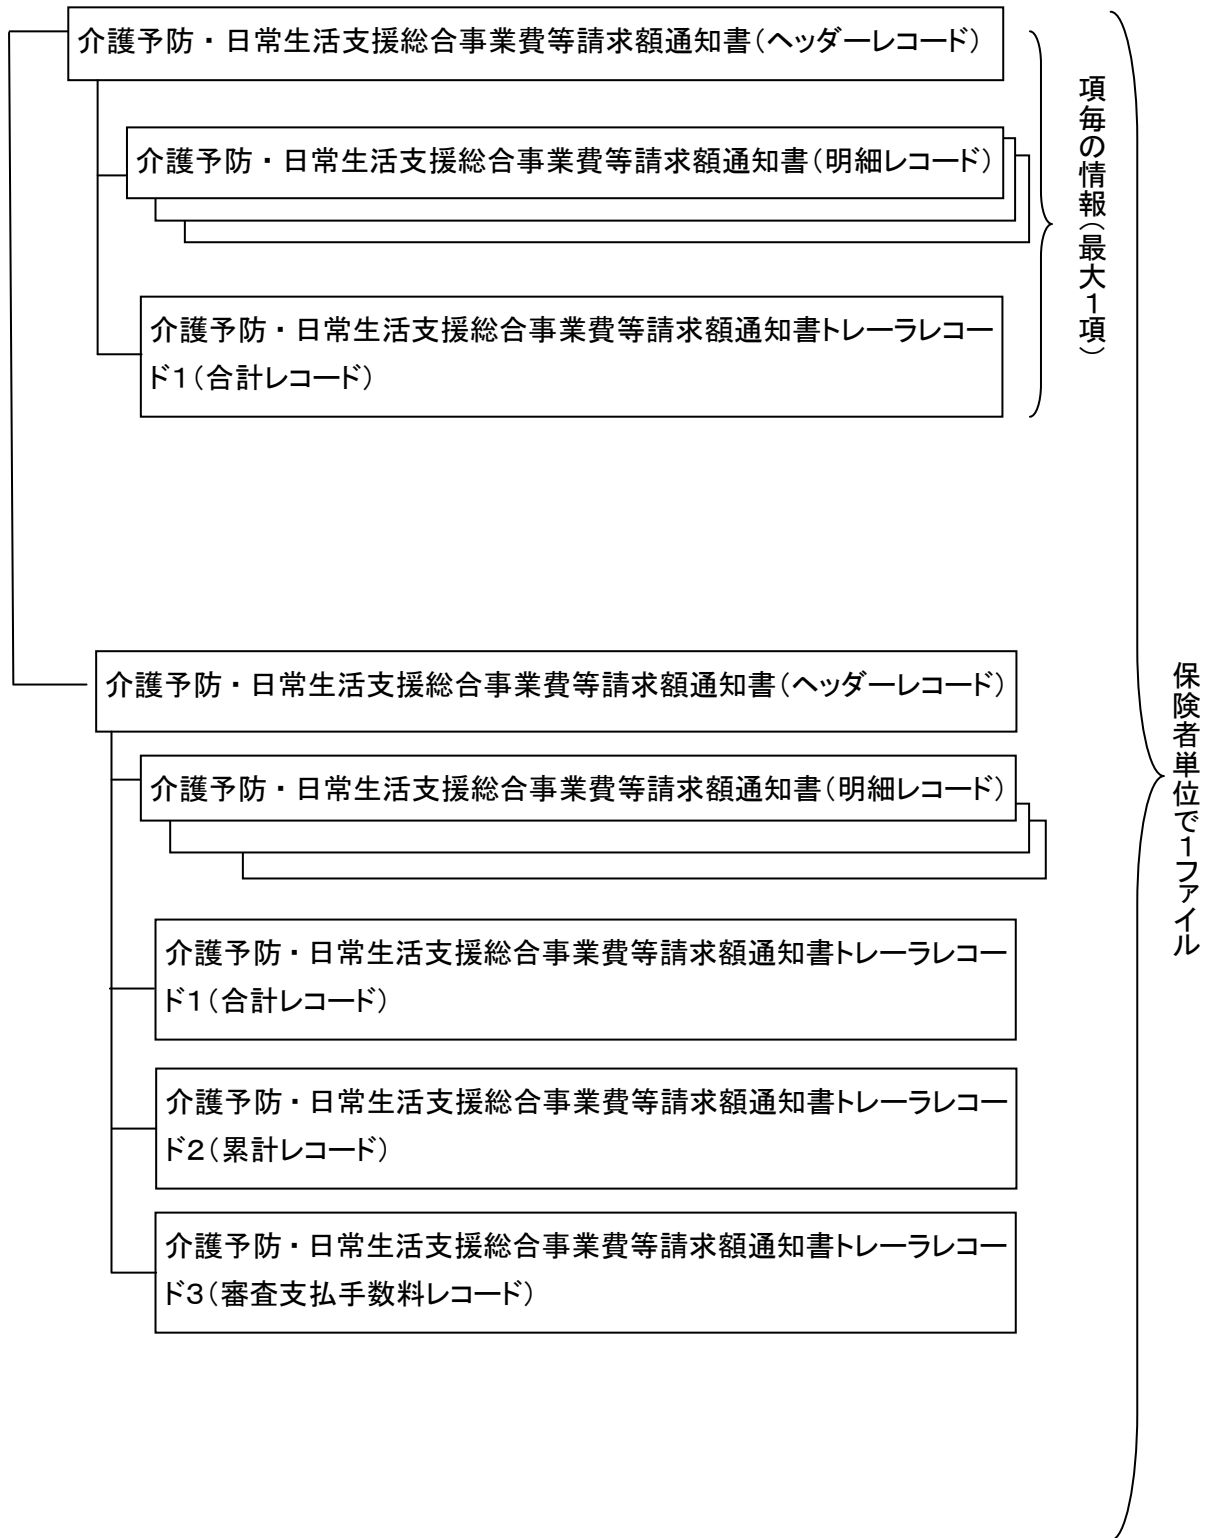 介護予防・日常生活支援総合事業費等請求額通知書(ヘッダーレコード)
介護予防・日常生活支援総合事業費等請求額通知書(明細レコード)
介護予防・日常生活支援総合事業費等請求額通知書トレーラレコー
ド1(合計レコード)
項毎の情報(最大1項)
介護予防・日常生活支援総合事業費等請求額通知書(ヘッダーレコード)
介護予防・日常生活支援総合事業費等請求額通知書(明細レコード)
介護予防・日常生活支援総合事業費等請求額通知書トレーラレコー
ド1(合計レコード)
介護予防・日常生活支援総合事業費等請求額通知書トレーラレコー
ド2(累計レコード)
介護予防・日常生活支援総合事業費等請求額通知書トレーラレコー
ド3(審査支払手数料レコード)
保険者単位で1ファイル